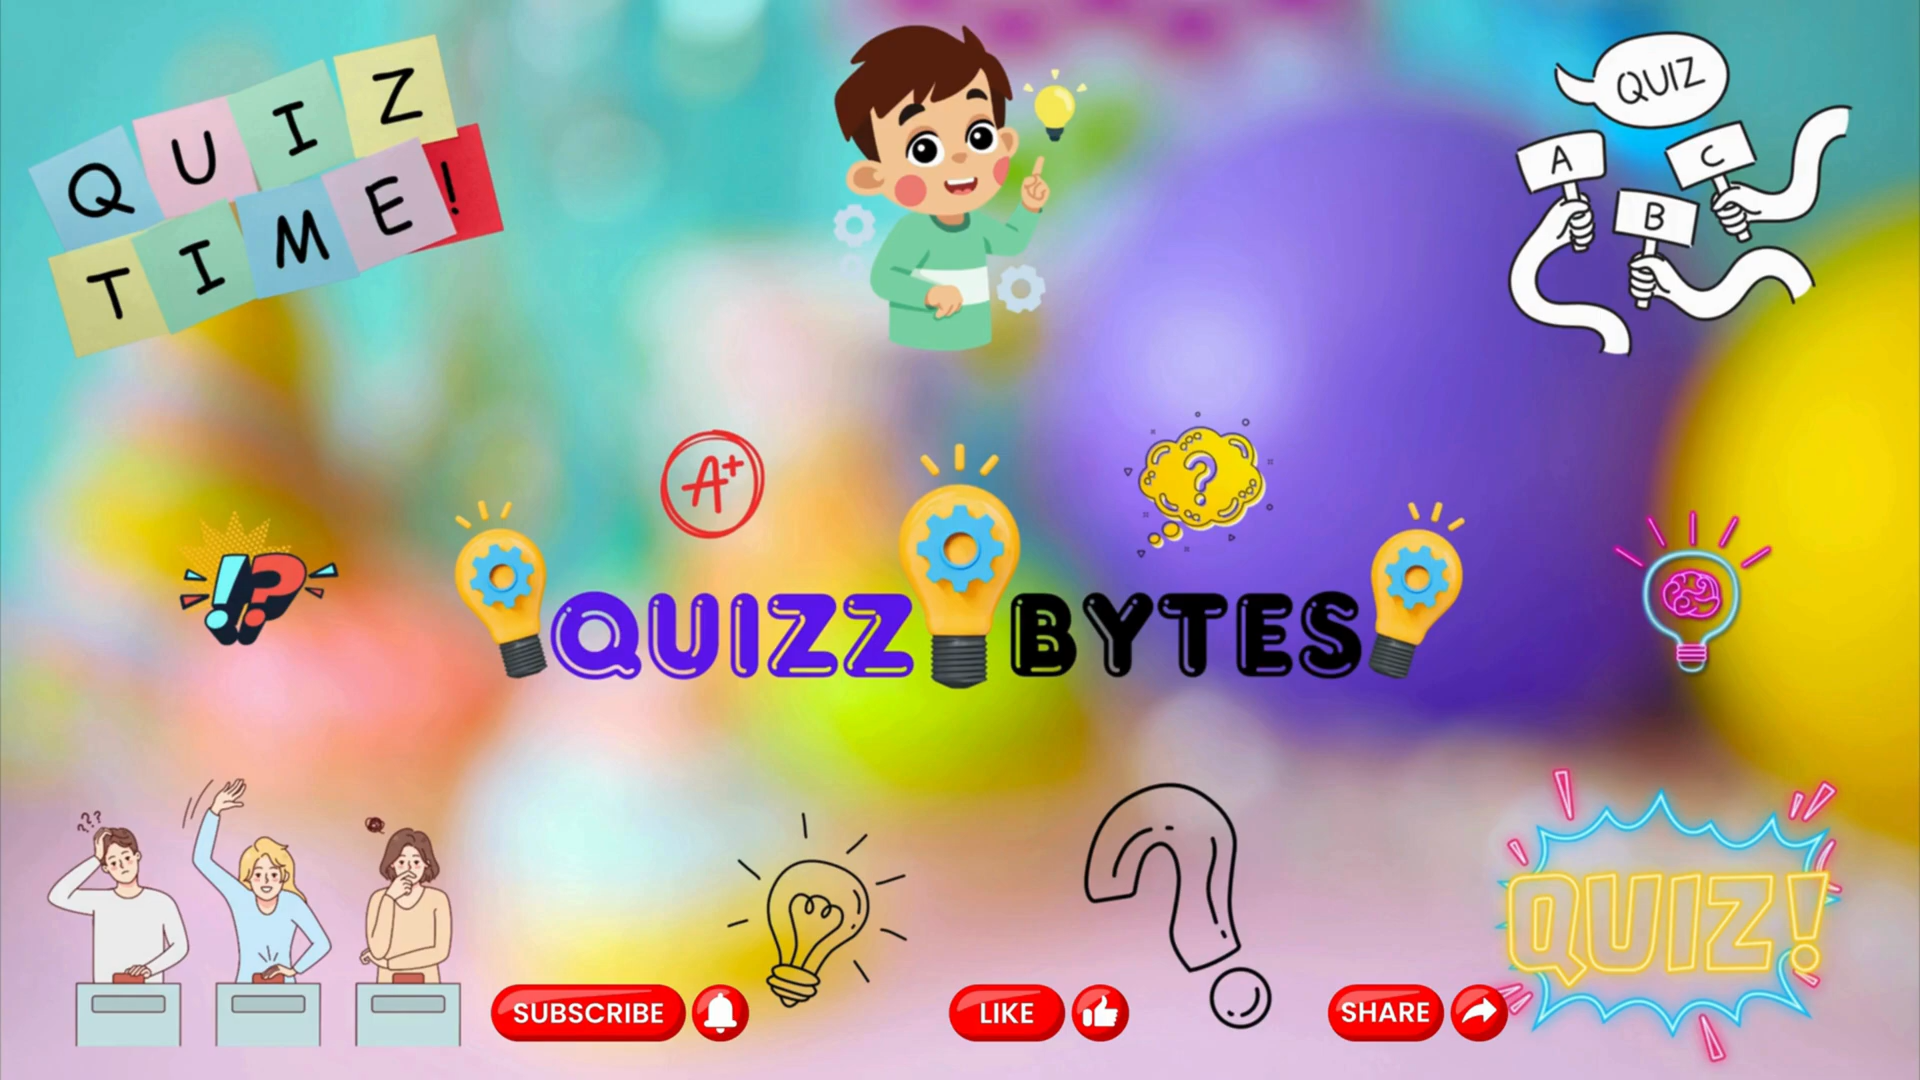 QUIZ
TIME!
QUIZ
A
C
B
A+
?
!?
QUIZZ BYTES
???
?
SUBSCRIBE
LIKE
SHARE
QUIZ!